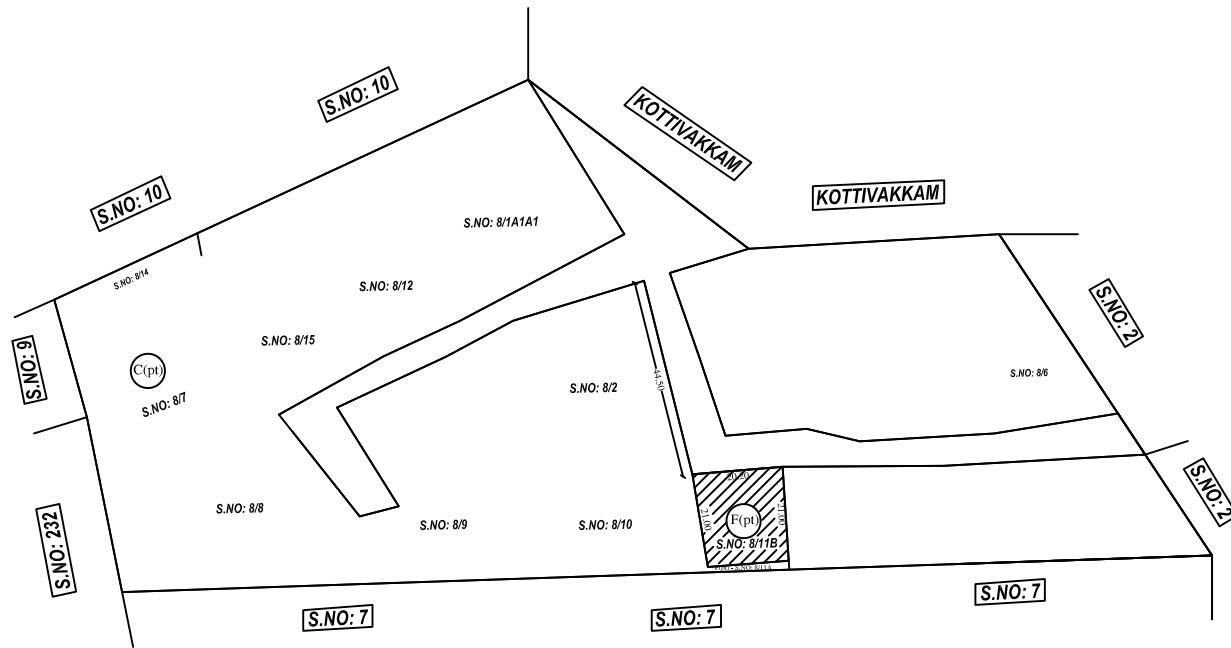 S.NO: 10
KOTTIVAKKAM
S.NO: 10
KOTTIVAKKAM
S.NO: 8/1A1A1
S.NO: 8/14
S.NO: 8/12
S.NO: 2
S.NO: 8/15
S.NO: 9
C(pt)
S.NO: 8/7
S.NO: 8/2
44.50
S.NO: 8/6
20.20
S.NO: 2
S.NO: 232
S.NO: 8/8
S.NO: 8/9
S.NO: 8/10
21.00
F(pt)
21.00
S.NO: 8/11B
S.NO: 8/11A
S.NO: 7
S.NO: 7
S.NO: 7